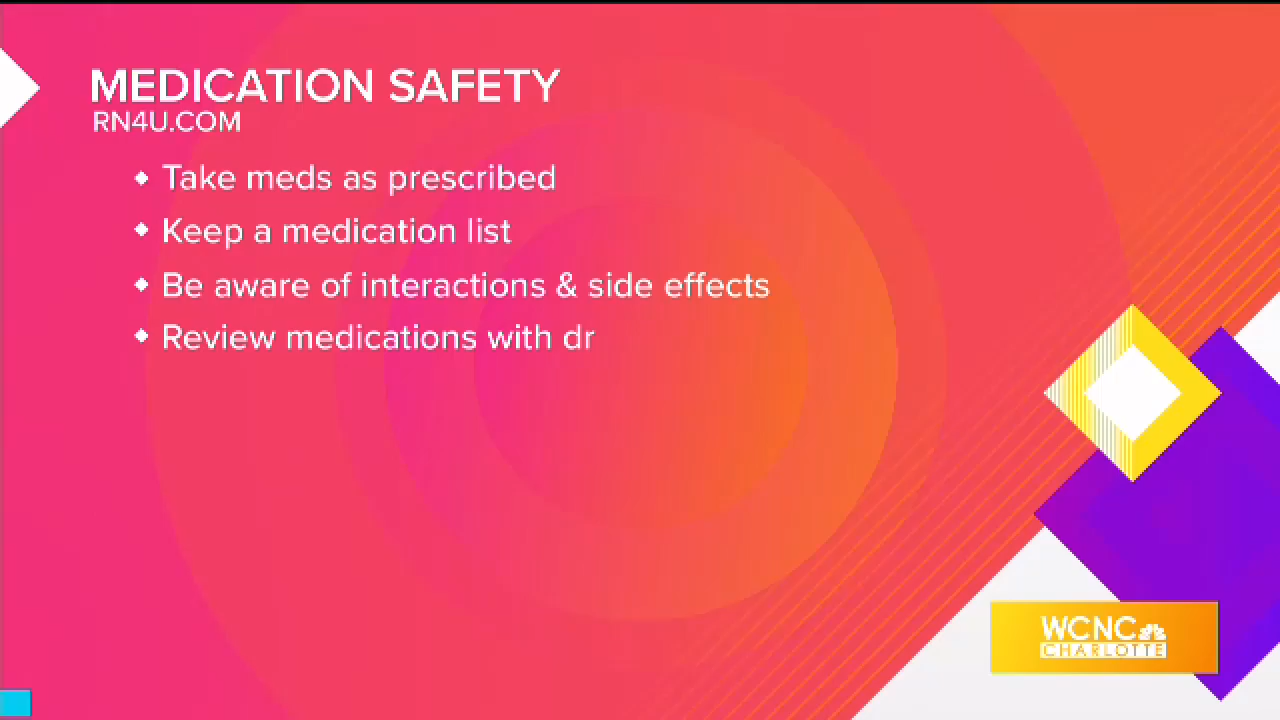 MEDICATION SAFETY
RN4U.COM
Take meds as prescribed
Keep a medication list
Be aware of interactions & side effects
Review medications with dr
WCNC
CHARLOTTE